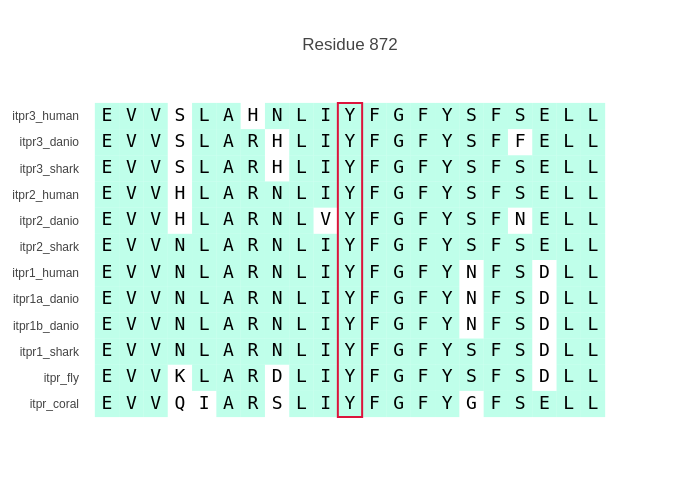 Residue 872
itpr3_human E V V S L A H N L I Y F G F Y S F S E L L
itpr3_danio E V V S L A R H L I Y F G F Y S F F E L L
itpr3_shark E V V S L A R H L I Y F G F Y S F S E L L
itpr2_human E V V H L A R N L I Y F G F Y S F S E L L
itpr2_danio E V V H L A R N L V Y F G F Y S F N E L L
itpr2_shark E V V N L A R N L I Y F G F Y S F S E L L
itpr1_human E V V N L A R N L I Y F G F Y N F S D L L
itpr1a_danio E V V N L A R N L I Y F G F Y N F S D L L
itpr1b_danio E V V N L A R N L I Y F G F Y N F S D L L
itpr1_shark E V V N L A R N L I Y F G F Y S F S D L L
itpr_fly E V V K L A R D L I Y F G F Y S F S D L L
itpr_coral E V V Q I A R S L I Y F G F Y G F S E L L